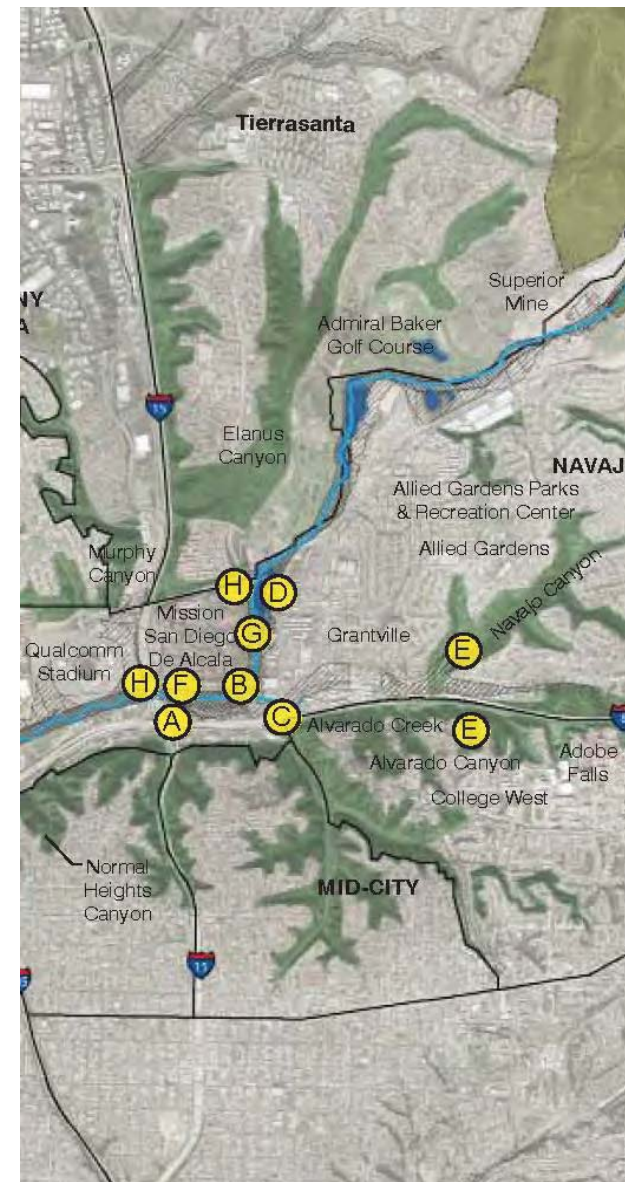 Tierrasanta
Superior
Mine
NY
A
Admiral Baker
Golf Course
15
Elanus
Canyon
NAVAJ
Allied Gardens Parks
& Recreation Center
Allied Gardens
Murphy
Canyon
Navajo Canyon
H
D
Mission
San Diego
De Alcala
G
Grantville
E
Qualcomm
Stadium
H
F
B
A
C
Alvarado Creek
E
8
Alvarado Canyon
Adobe
Falls
College West
Normal
Heights
Canyon
MID-CITY
11
5